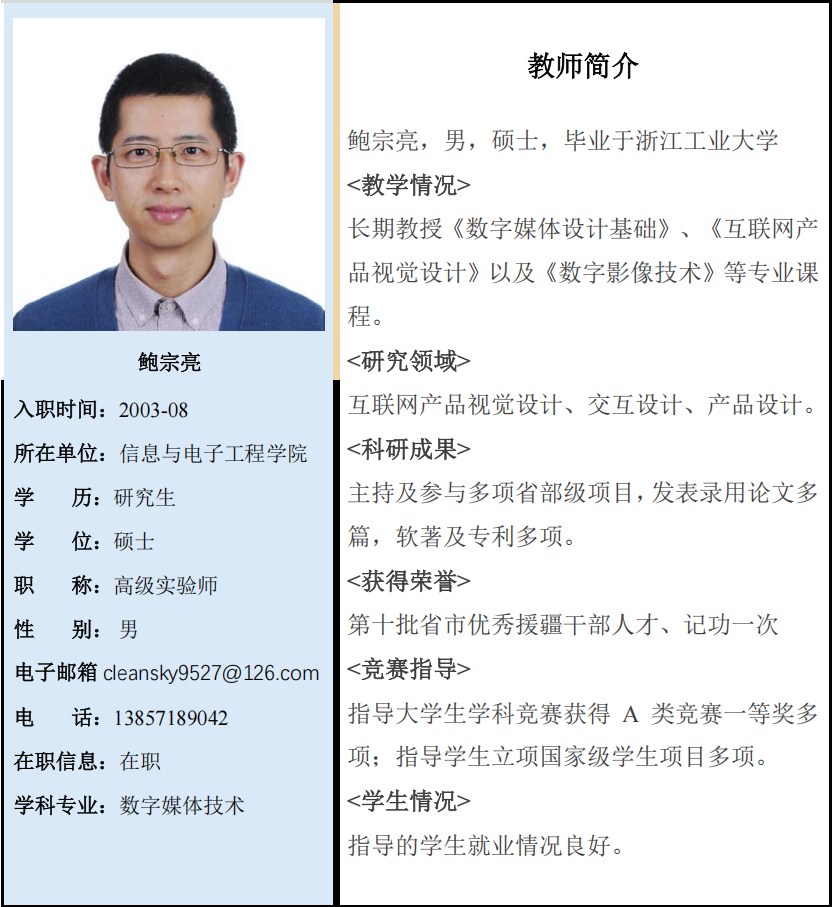 鲍宗亮
入职时间：2003-08
所在单位：信息与电子工程学院
学 历：研究生
学 位：硕士
职 称：高级实验师
性 别： 男
电子邮箱 cleansky9527@126.com
电 话：13857189042
在职信息：在职
学科专业：数字媒体技术
教师简介
鲍宗亮，男，硕士，毕业于浙江工业大学
<教学情况>
长期教授《数字媒体设计基础》、《互联网产
品视觉设计》以及《数字影像技术》等专业课
程。
<研究领域>
互联网产品视觉设计、交互设计、产品设计。
<科研成果>
主持及参与多项省部级项目，发表录用论文多
篇，软著及专利多项。
<获得荣誉>
第十批省市优秀援疆干部人才、记功一次
<竞赛指导>
指导大学生学科竞赛获得 A 类竞赛一等奖多
项；指导学生立项国家级学生项目多项。
<学生情况>
指导的学生就业情况良好。